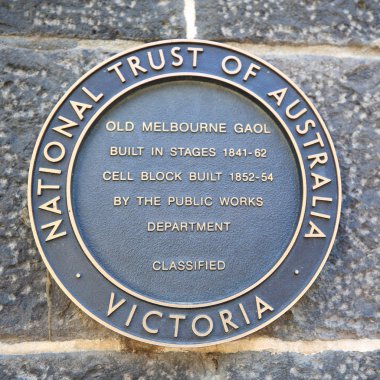 NATIONAL TRUST OF AUSTRALIA
OLD MELBOURNE GAOL
BUILT IN STAGES 1841-62
CELL BLOCK BUILT 1852-54
BY THE PUBLIC WORKS
DEPARTMENT
CLASSIFIED
VICTORIA